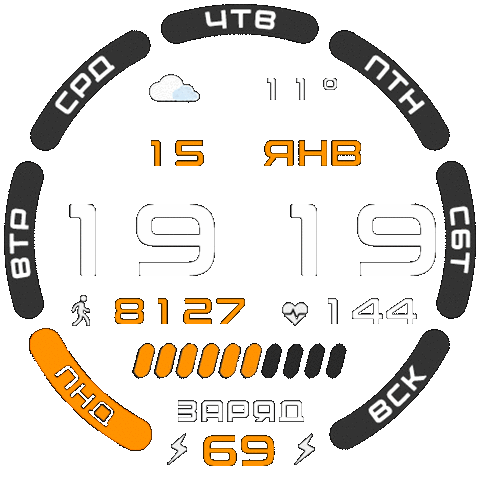 ЧТВ
СРД
ПТН
11°
15 ЯНВ
ВТР
СБТ
19 19
8127 144
ПНД
ВСК
ЗАРЯД
69